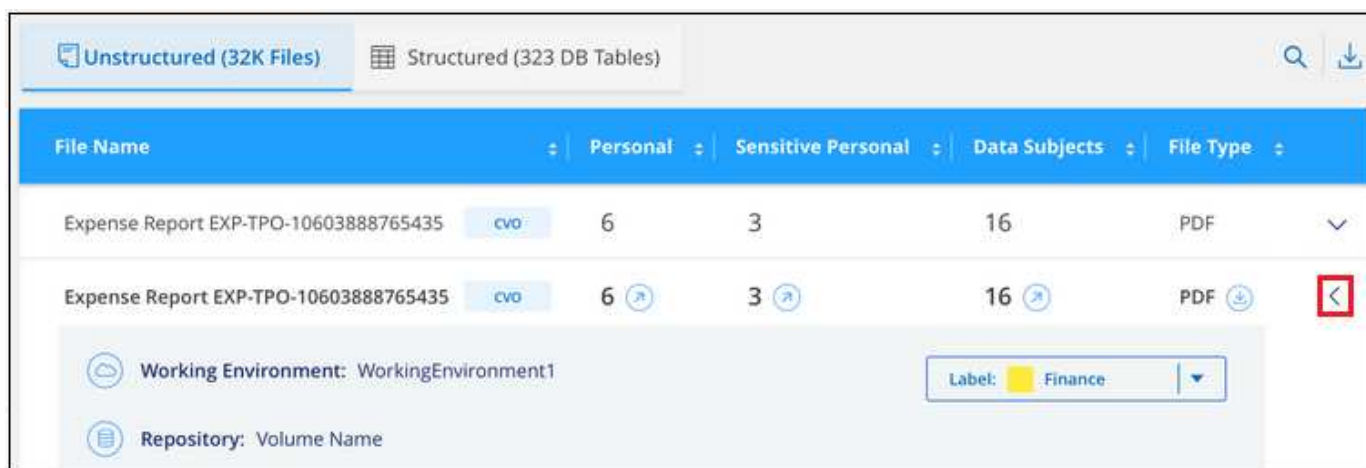 Unstructured (32K Files) Structured (323 DB Tables)
File Name Personal Sensitive Personal Data Subjects File Type
Expense Report EXP-TPO-10603888765435 CVO 6 3 16 PDF
Expense Report EXP-TPO-10603888765435 CVO 6 3 16 PDF
Working Environment: WorkingEnvironment1 Label: Finance
Repository: Volume Name